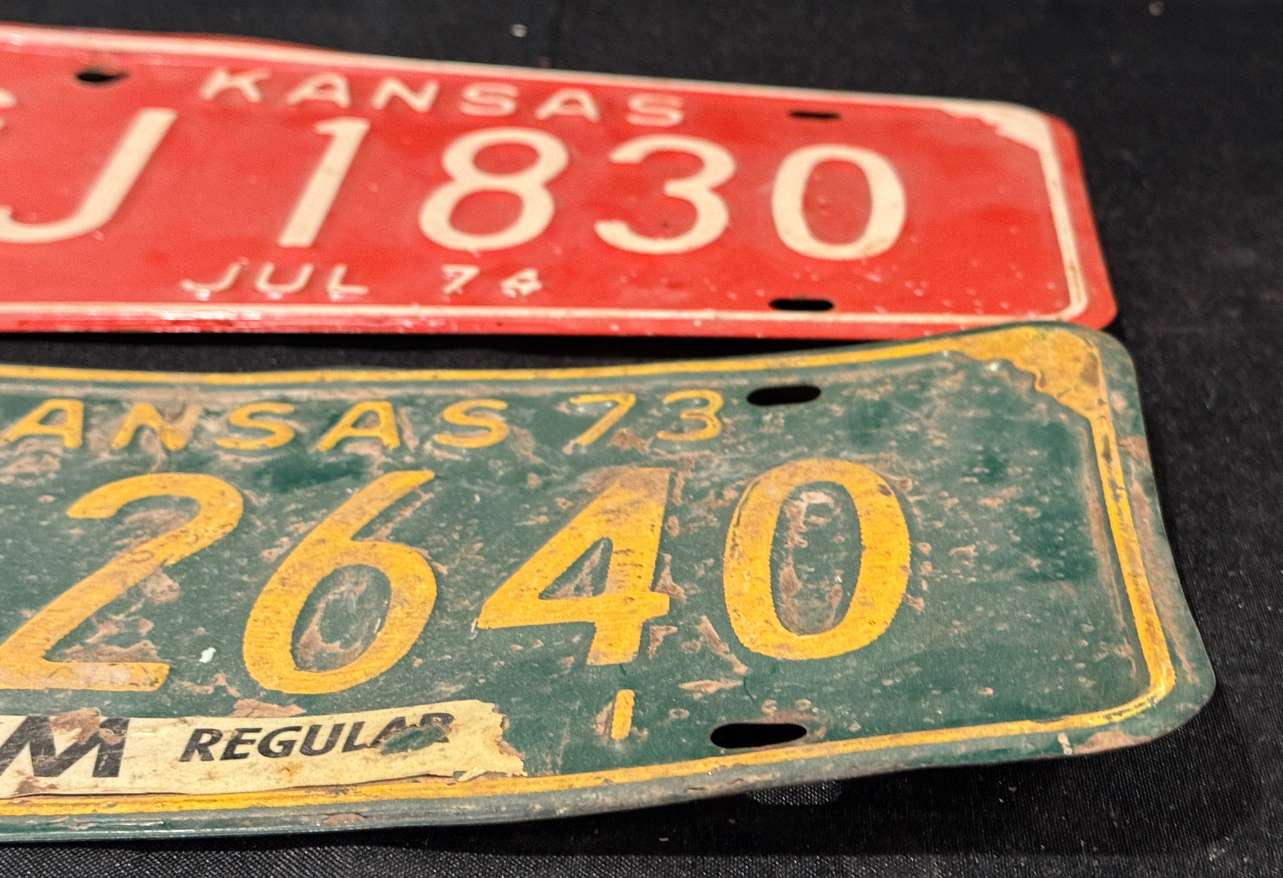 KANSAS
J 1830
JUL 74
ANSAS 73
2640
I
M REGULAR